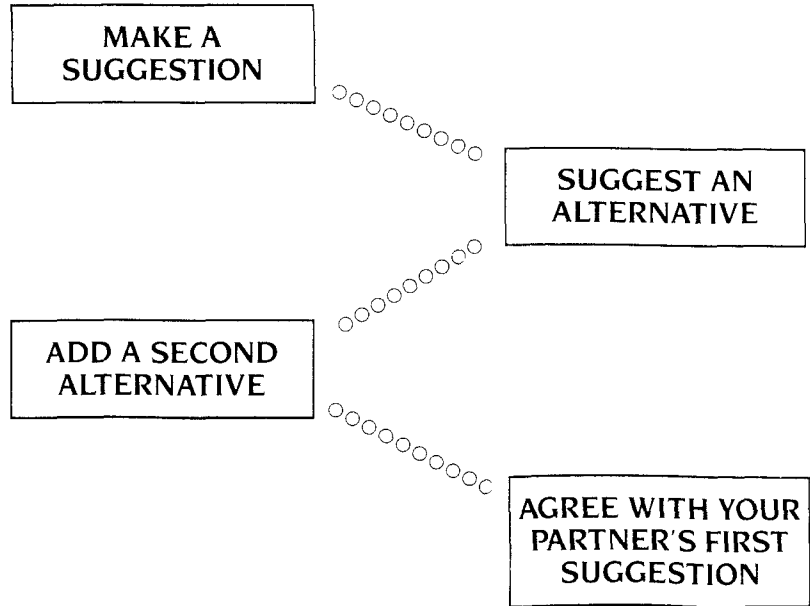 MAKE A
SUGGESTION
SUGGEST AN
ALTERNATIVE
ADD A SECOND
ALTERNATIVE
AGREE WITH YOUR
PARTNER'S FIRST
SUGGESTION